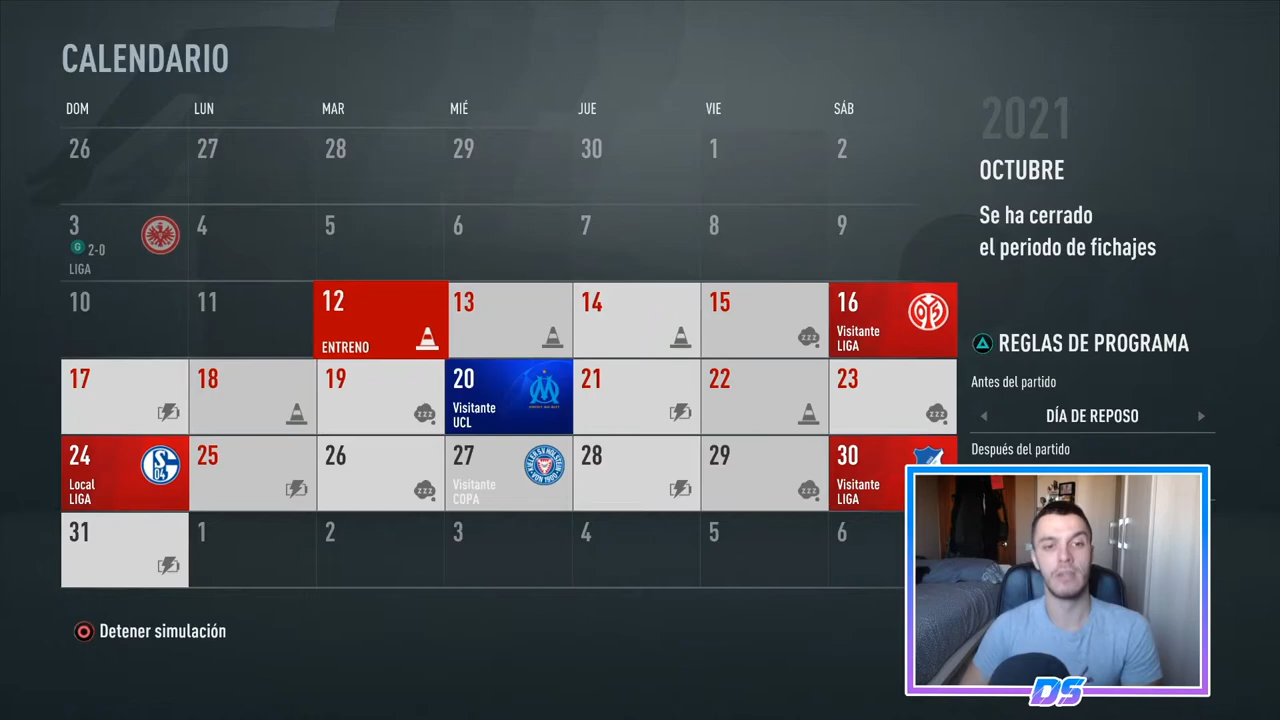 CALENDARIO
DOM LUN MAR MIÉ JUE VIE SÁB
26 27 28 29 30 1 2
3 4 5 6 7 8 9
G 2-0
LIGA
10 11 12 13 14 15 16
ENTRENO
Visitante
LIGA
17 18 19 20 21 22 23
Visitante
UCL
24 25 26 27 28 29 30
Local
LIGA
Visitante
COPA
Visitante
LIGA
31 1 2 3 4 5 6
2021
OCTUBRE
Se ha cerrado
el periodo de fichajes
REGLAS DE PROGRAMA
Antes del partido
DÍA DE REPOSO
Después del partido
Detener simulación
DS